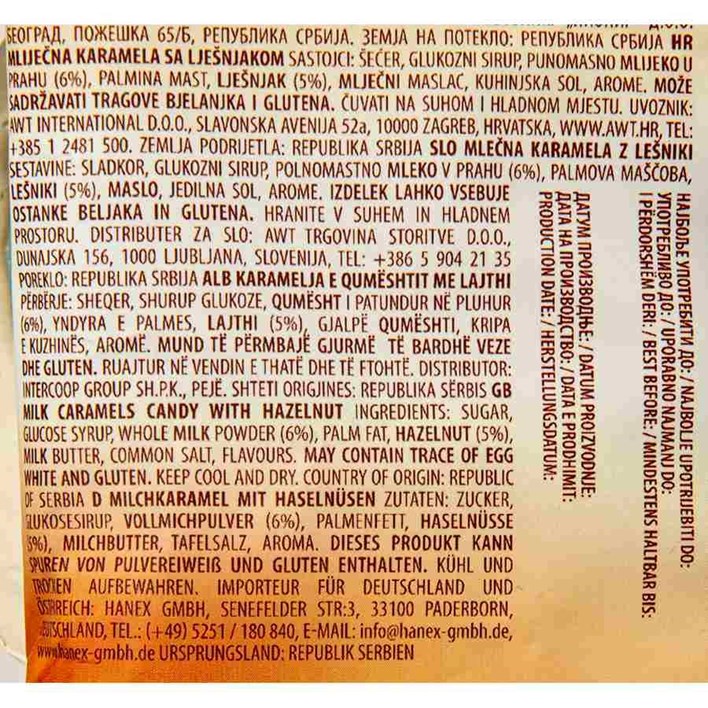 БЕОГРАД, ПОЖЕШКА 65/Б, РЕПУБЛИКА СРБИЈА. ЗЕМЈА НА ПОТЕКЛО: РЕПУБЛИКА СРБИЈА HR
MLIJEČNA KARAMELA SA LJEŠNJAKOM SASTOJCI: ŠEĆER, GLUKOZNI SIRUP, PUNOMASNO MLIJEKO U
PRAHU (6%), PALMINA MAST, LJEŠNJAK (5%), MLJEČNI MASLAC, KUHINJSKA SOL, AROME. MOŽE
SADRŽAVATI TRAGOVE BJELANJKA I GLUTENA. ČUVATI NA SUHOM I HLADNOM MJESTU. UVOZNIK:
AWT INTERNATIONAL D.O.O., SLAVONSKA AVENIJA 52a, 10000 ZAGREB, HRVATSKA, WWW.AWT.HR, TEL:
+385 1 2481 500. ZEMLJA PODRIJETLA: REPUBLIKA SRBIJA SLO MLEČNA KARAMELA Z LEŠNIKI
SESTAVINE: SLADKOR, GLUKOZNI SIRUP, POLNOMASTNO MLEKO V PRAHU (6%), PALMOVA MAŠČOBA,
LEŠNIKI (5%), MASLO, JEDILNA SOL, AROME. IZDELEK LAHKO VSEBUJE
OSTANKE BELJAKA IN GLUTENA. HRANITE V SUHEM IN HLADNEM
PROSTORU. DISTRIBUTER ZA SLO: AWT TRGOVINA STORITVE D.O.O.,
DUNAJSKA 156, 1000 LJUBLJANA, SLOVENIJA, TEL: +386 5 904 21 35
POREKLO: REPUBLIKA SRBIJA ALB KARAMELJA E QUMËSHTIT ME LAJTHI
PËRBËRJE: SHEQER, SHURUP GLUKOZE, QUMËSHT I PATUNDUR NË PLUHUR
(6%), YNDYRA E PALMES, LAJTHI (5%), GJALPË QUMËSHTI, KRIPA
E KUZHINËS, AROMË. MUND TË PËRMBAJË GJURMË TË BARDHË VEZE
DHE GLUTEN. RUAJTUR NË VENDIN E THATË DHE TË FTOHTË. DISTRIBUTOR:
INTERCOOP GROUP SH.P.K., PEJË. SHTETI ORIGJINES: REPUBLIKA SËRBIS GB
MILK CARAMELS CANDY WITH HAZELNUT INGREDIENTS: SUGAR,
GLUCOSE SYRUP, WHOLE MILK POWDER (6%), PALM FAT, HAZELNUT (5%),
MILK BUTTER, COMMON SALT, FLAVOURS. MAY CONTAIN TRACE OF EGG
WHITE AND GLUTEN. KEEP COOL AND DRY. COUNTRY OF ORIGIN: REPUBLIC
OF SERBIA D MILCHKARAMEL MIT HASELNÜSEN ZUTATEN: ZUCKER,
GLUKOSESIRUP, VOLLMICHPULVER (6%), PALMENFETT, HASELNÜSSE
(5%), MILCHBUTTER, TAFELSALZ, AROMA. DIESES PRODUKT KANN
SPUREN VON PULVEREIWEIß UND GLUTEN ENTHALTEN. KÜHL UND
TROCKEN AUFBEWAHREN. IMPORTEUR FÜR DEUTCHLAND UND
ÖSTERREICH: HANEX GMBH, SENEFELDER STR:3, 33100 PADERBORN,
DEUTSCHLAND, TEL.: (+49) 5251 / 180 840, E-MAIL: info@hanex-gmbh.de,
www.hanex-gmbh.de URSPRUNGSLAND: REPUBLIK SERBIEN
НАЈБОЉЕ УПОТРЕБИТИ ДО: / NAJBOLJE UPOTRIJEBITI DO:
УПОТРЕБЛИВО ДО: / UPORABNO NAJMANJ DO:
I PËRDORSHËM DERI: / BEST BEFORE: / MINDESTENS HALTBAR BIS:
ДАТУМ ПРОИЗВОДЊЕ: / DATUM PROIZVODNJE:
ДАТА НА ПРОИЗВОДСТВО: / DATA E PRODHIMIT:
PRODUCTION DATE: / HERSTELLUNGSDATUM: